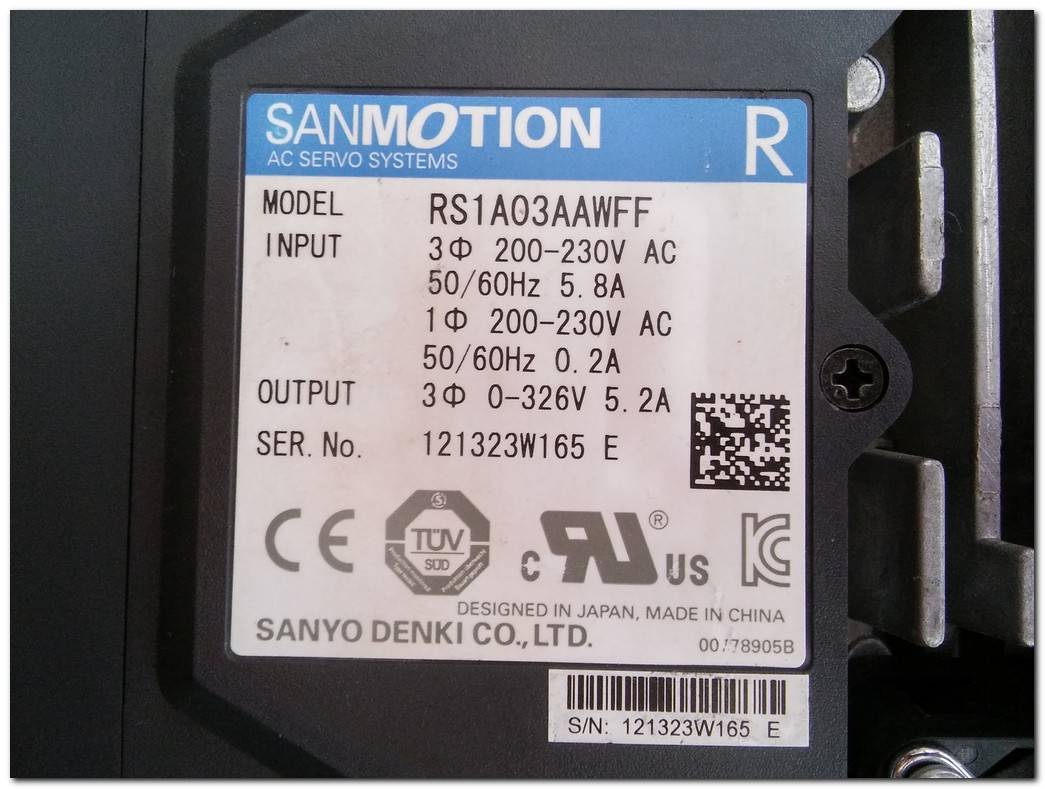 SANMOTION R
AC SERVO SYSTEMS
MODEL RS1A03AAWFF
INPUT 3Φ 200-230V AC
50/60Hz 5.8A
1Φ 200-230V AC
50/60Hz 0.2A
OUTPUT 3Φ 0-326V 5.2A
SER. No. 121323W165 E
CE TÜV SÜD c RU ® US KC
DESIGNED IN JAPAN, MADE IN CHINA
SANYO DENKI CO., LTD.
S/N: 121323W165 E